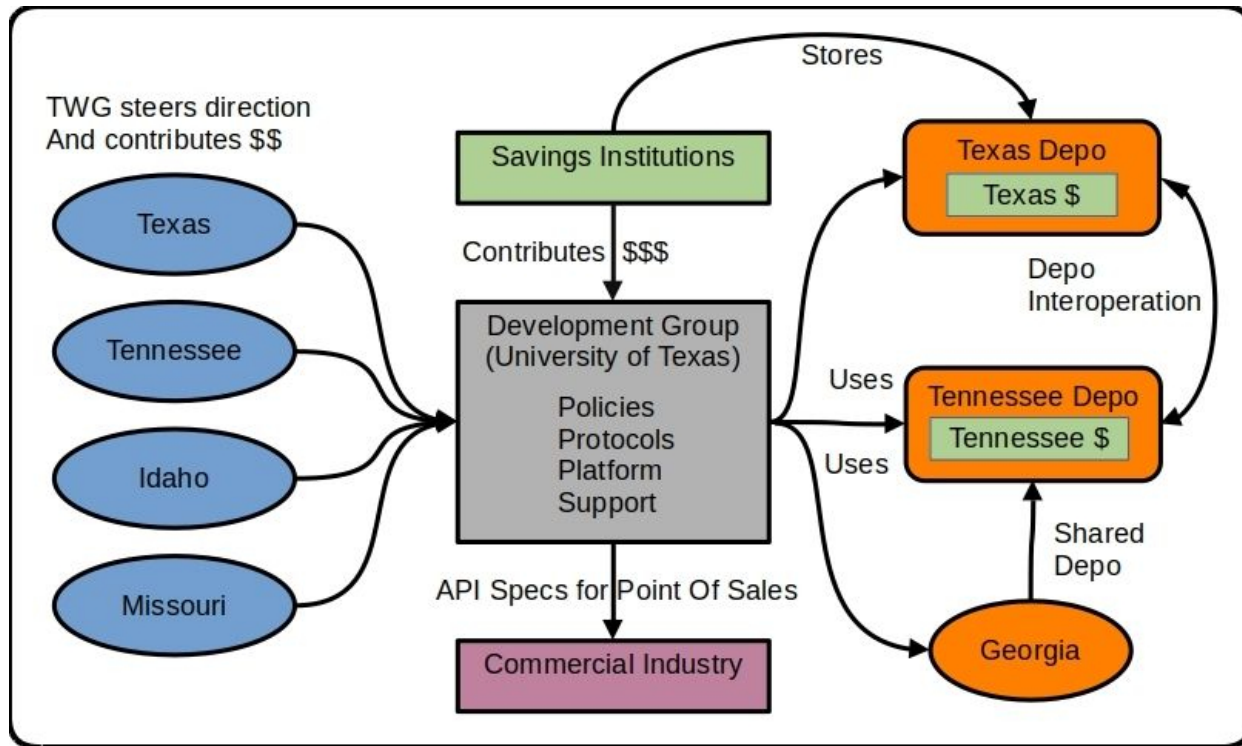 TWG steers direction
And contributes $$
Texas
Tennessee
Idaho
Missouri
Stores
Savings Institutions
Contributes $$$
Development Group
(University of Texas)
Policies
Protocols
Platform
Support
API Specs for Point Of Sales
Commercial Industry
Texas Depo
Texas $
Depo
Interoperation
Uses
Tennessee Depo
Tennessee $
Uses
Shared
Depo
Georgia